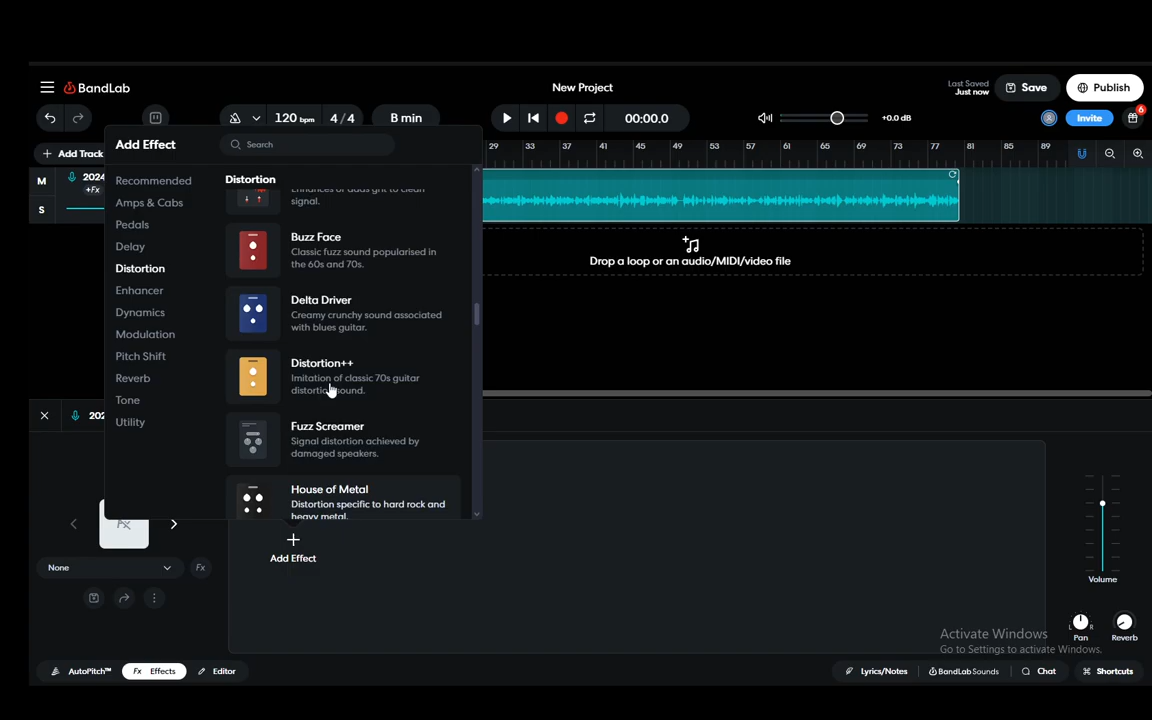 BandLab
New Project
Last Saved
Just now
Save
Publish
120 bpm
4/4
B min
00:00.0
+0.0 dB
Invite
6
Add Effect
Search
+ Add Track
29 33 37 41 45 49 53 57 61 65 69 73 77 81 85 89
M
S
2024
+Fx
Recommended
Amps & Cabs
Pedals
Delay
Distortion
Enhancer
Dynamics
Modulation
Pitch Shift
Reverb
Tone
Utility
Distortion
signal.
Buzz Face
Classic fuzz sound popularised in
the 60s and 70s.
Delta Driver
Creamy crunchy sound associated
with blues guitar.
Distortion++
Imitation of classic 70s guitar
distortion sound.
Fuzz Screamer
Signal distortion achieved by
damaged speakers.
House of Metal
Distortion specific to hard rock and
heavy metal.
Drop a loop or an audio/MIDI/video file
202
Fx
None
Fx
Add Effect
Volume
L R
Pan
Reverb
Activate Windows
Go to Settings to activate Windows.
AutoPitch™
Fx Effects
Editor
Lyrics/Notes
BandLab Sounds
Chat
Shortcuts